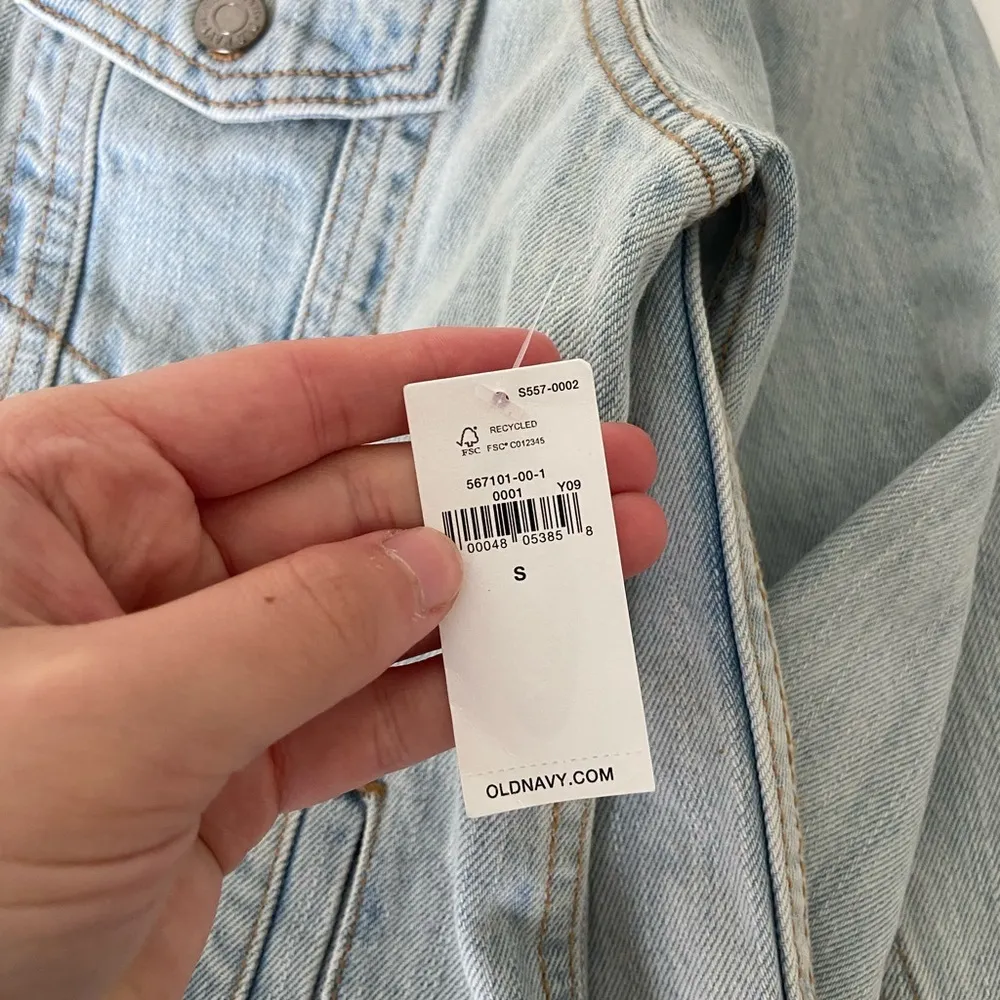 S557-0002
RECYCLED
FSC FSC® C012345
567101-00-1
0001 Y09
00048 05385 8
S
OLDNAVY.COM